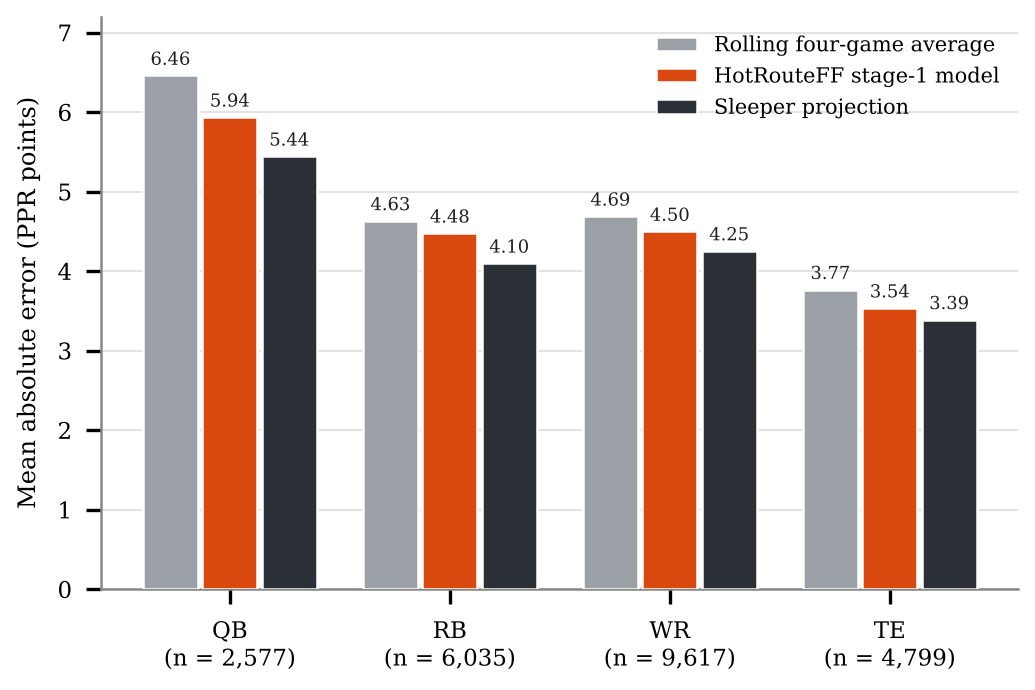 Mean absolute error (PPR points)
7
6
5
4
3
2
1
0
Rolling four-game average
HotRouteFF stage-1 model
Sleeper projection
6.46
5.94
5.44
4.63
4.48
4.10
4.69
4.50
4.25
3.77
3.54
3.39
QB
(n = 2,577)
RB
(n = 6,035)
WR
(n = 9,617)
TE
(n = 4,799)